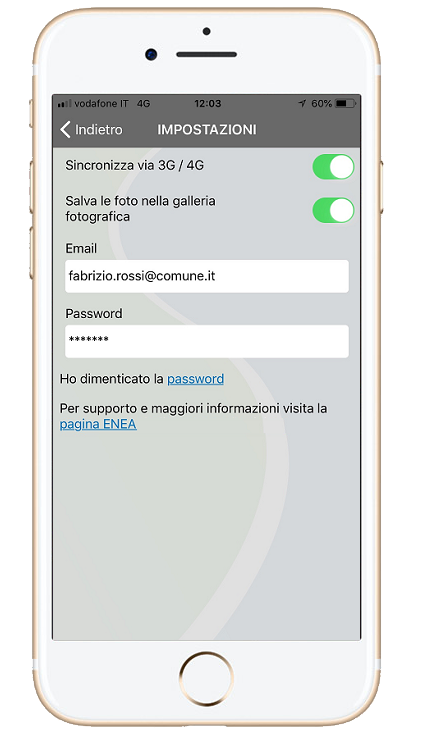 vodafone IT 4G 12:03 60%
Indietro IMPOSTAZIONI
Sincronizza via 3G / 4G
Salva le foto nella galleria
fotografica
Email
fabrizio.rossi@comune.it
Password
*******
Ho dimenticato la password
Per supporto e maggiori informazioni visita la
pagina ENEA